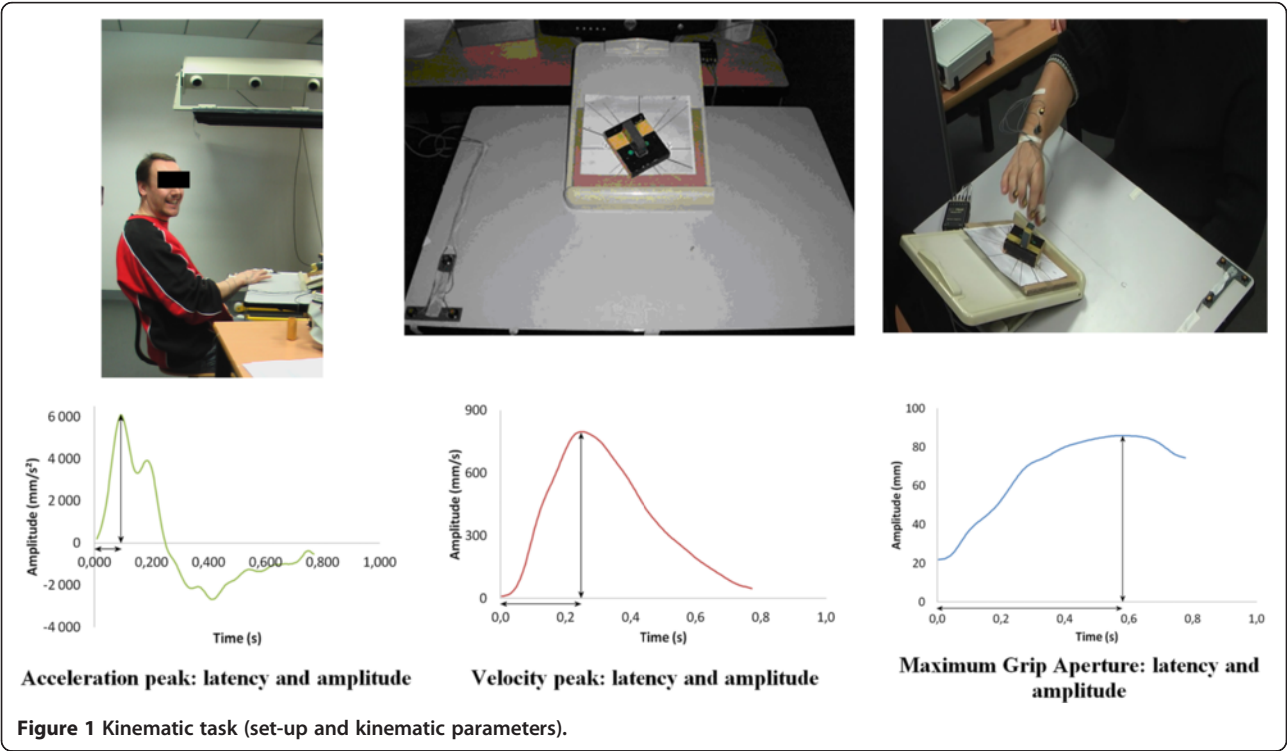 6 000
4 000
2 000
0
-2 000
-4 000
Amplitude (mm/s²)
0,000 0,200 0,400 0,600 0,800 1,000
Time (s)
Acceleration peak: latency and amplitude
900
600
300
0
Amplitude (mm/s)
0,0 0,2 0,4 0,6 0,8 1,0
Time (s)
Velocity peak: latency and amplitude
100
80
60
40
20
0
Amplitude (mm)
0,0 0,2 0,4 0,6 0,8 1,0
Time (s)
Maximum Grip Aperture: latency and
amplitude
Figure 1 Kinematic task (set-up and kinematic parameters).